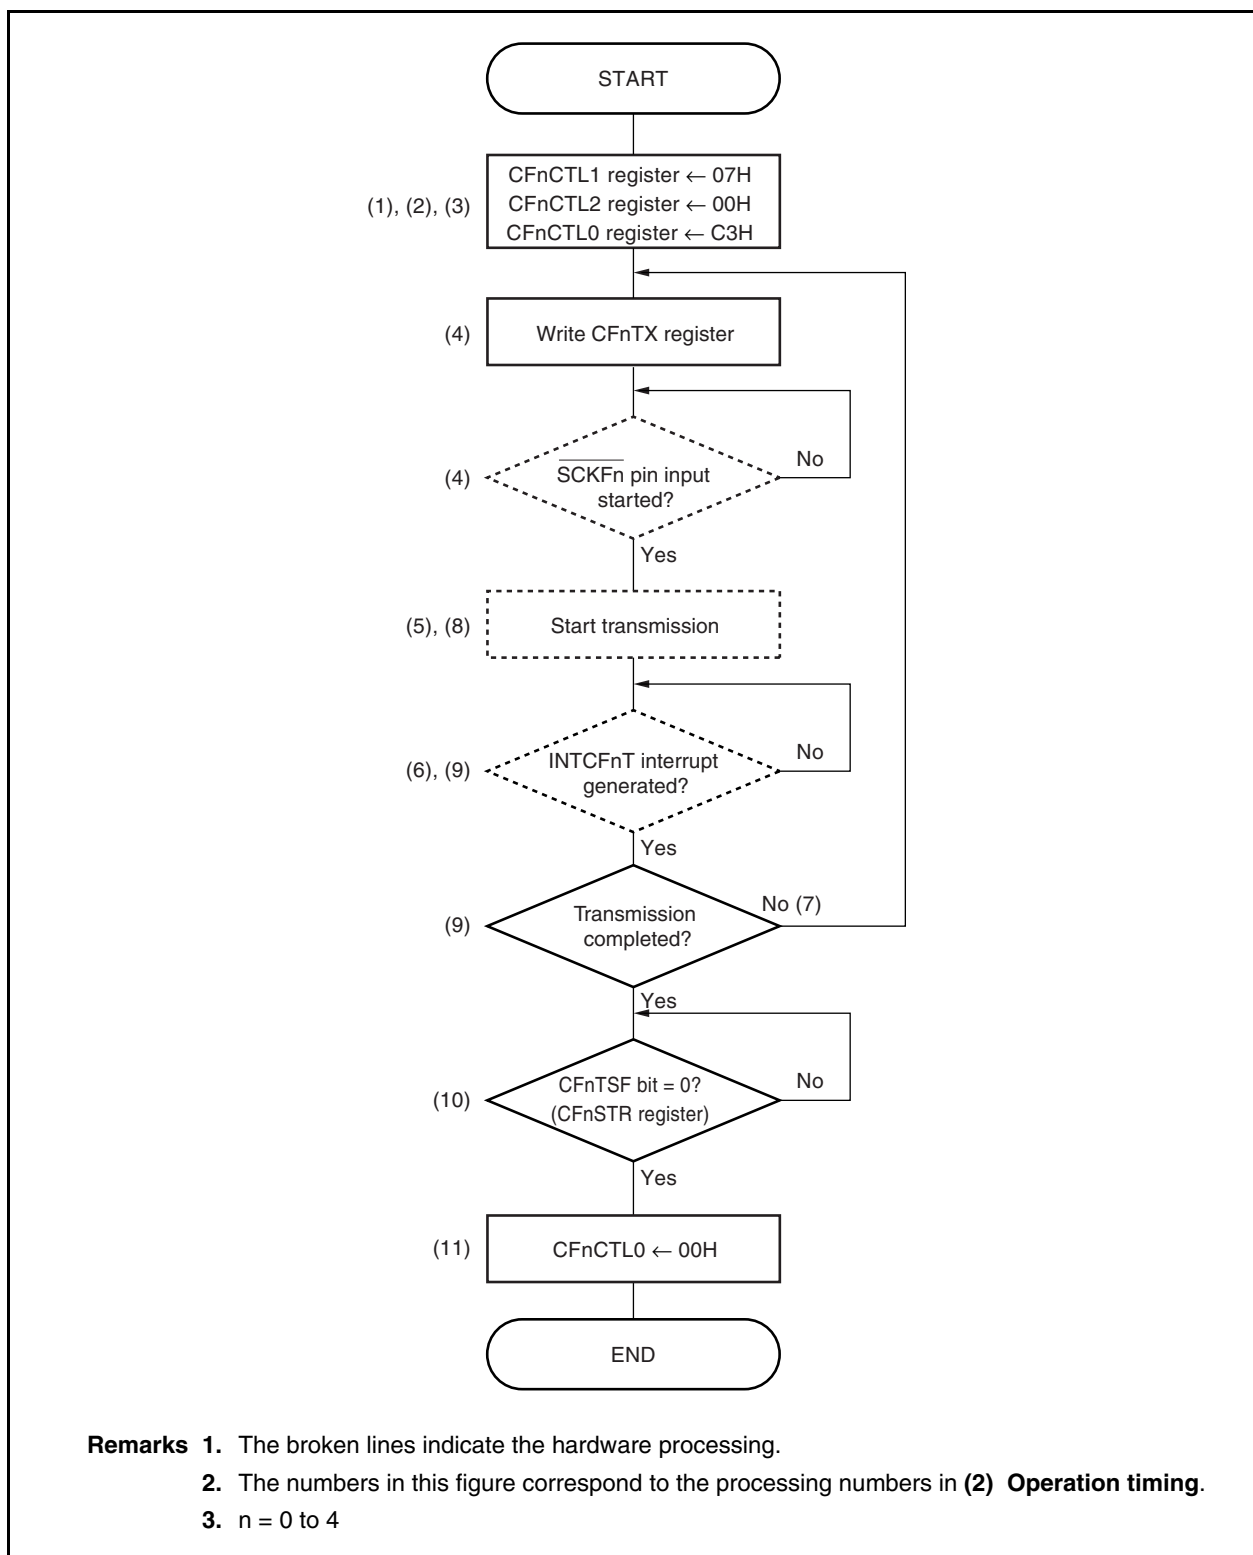 START
CFnCTL1 register ← 07H
(1), (2), (3)
CFnCTL2 register ← 00H
CFnCTL0 register ← C3H
(4)
Write CFnTX register
(4)
SCKFn pin input
started?
No
Yes
(5), (8)
Start transmission
(6), (9)
INTCFnT interrupt
generated?
No
Yes
(9)
Transmission
completed?
No (7)
Yes
(10)
CFnTSF bit = 0?
(CFnSTR register)
No
Yes
(11)
CFnCTL0 ← 00H
END
Remarks 1. The broken lines indicate the hardware processing.
2. The numbers in this figure correspond to the processing numbers in (2) Operation timing.
3. n = 0 to 4